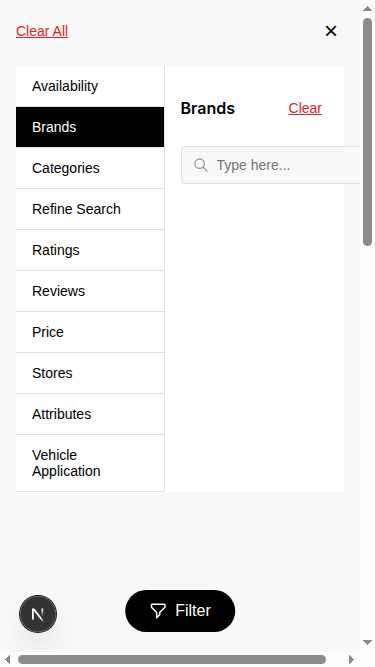 Clear All
Availability
Brands
Categories
Refine Search
Ratings
Reviews
Price
Stores
Attributes
Vehicle
Application
Brands
Clear
Type here...
N
Filter